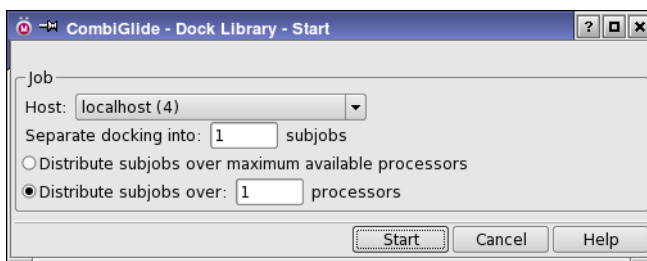 CombiGlide - Dock Library - Start
Job
Host: localhost (4)
Separate docking into: 1 subjobs
Distribute subjobs over maximum available processors
Distribute subjobs over: 1 processors
Start Cancel Help